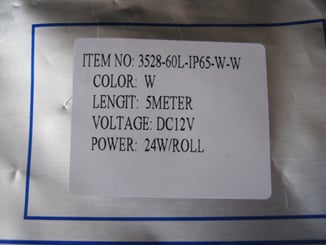 ITEM NO: 3528-60L-IP65-W-W
COLOR: W
LENGIT: 5METER
VOLTAGE: DC12V
POWER: 24W/ROLL